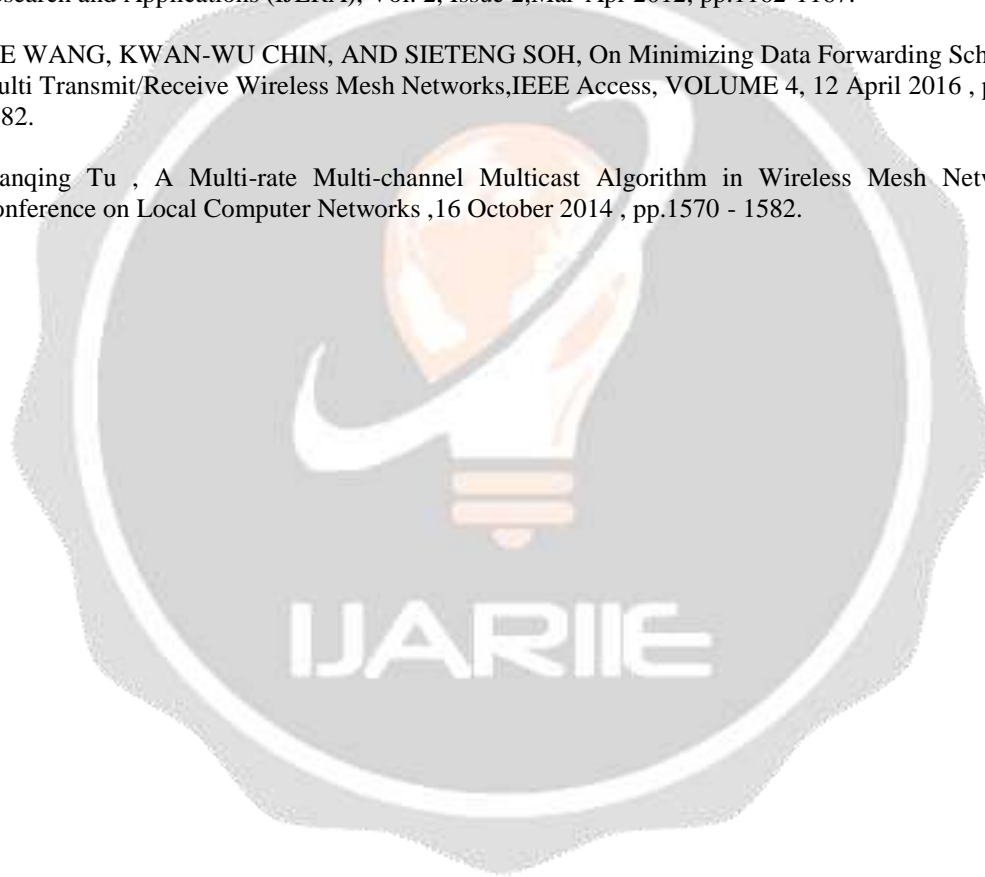 esearch and Applications (IJERA), Vol. 2, Issue 2,Mar-Apr 2012, pp.1162-1167.
E WANG, KWAN-WU CHIN, AND SIETENG SOH, On Minimizing Data Forwarding Sch
ulti Transmit/Receive Wireless Mesh Networks,IEEE Access, VOLUME 4, 12 April 2016 , p
82.
anqing Tu , A Multi-rate Multi-channel Multicast Algorithm in Wireless Mesh Netw
onference on Local Computer Networks ,16 October 2014 , pp.1570 - 1582.
IJARIIE